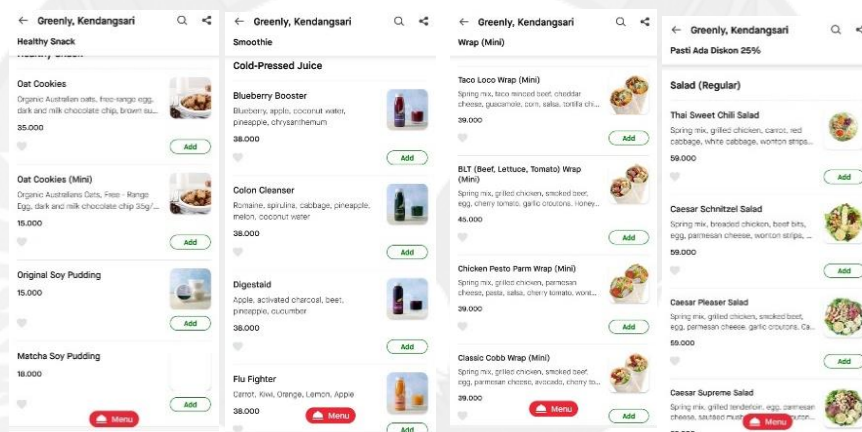 Greenly, Kendangsari
Healthy Snack
Healthy Snack
Oat Cookies
Organic Australian oats, free-range egg,
dark and milk chocolate chip, brown su...
35.000
Add
Oat Cookies (Mini)
Organic Australians Oats, Free - Range
Egg, dark and milk chocolate chip 35g/...
15.000
Add
Original Soy Pudding
15.000
Add
Matcha Soy Pudding
18.000
Add
Menu
Greenly, Kendangsari
Smoothie
Cold-Pressed Juice
Blueberry Booster
Blueberry, apple, coconut water,
pineapple, chrysanthemum
38.000
Add
Colon Cleanser
Romaine, spirulina, cabbage, pineapple,
melon, coconut water
38.000
Add
Digestaid
Apple, activated charcoal, beet,
pineapple, cucumber
38.000
Add
Flu Fighter
Carrot, Kiwi, Orange, Lemon, Apple
38.000
Add
Menu
Greenly, Kendangsari
Wrap (Mini)
Taco Loco Wrap (Mini)
Spring mix, taco minced beef, cheddar
cheese, guacamole, corn, salsa, tortilla chi...
39.000
Add
BLT (Beef, Lettuce, Tomato) Wrap
(Mini)
Spring mix, grilled chicken, smoked beef,
egg, cherry tomato, garlic croutons, Honey...
45.000
Add
Chicken Pesto Parm Wrap (Mini)
Spring mix, grilled chicken, parmesan
cheese, pasta, salsa, cherry tomato, wont...
39.000
Add
Classic Cobb Wrap (Mini)
Spring mix, grilled chicken, smoked beef,
egg, parmesan cheese, avocado, cherry to...
39.000
Add
Menu
Greenly, Kendangsari
Pasti Ada Diskon 25%
Salad (Regular)
Thai Sweet Chili Salad
Spring mix, grilled chicken, carrot, red
cabbage, white cabbage, wonton strips...
59.000
Add
Caesar Schnitzel Salad
Spring mix, breaded chicken, beef bits,
egg, parmesan cheese, wonton strips, ...
59.000
Add
Caesar Pleaser Salad
Spring mix, grilled chicken, smoked beef,
egg, parmesan cheese, garlic croutons, Ca...
59.000
Add
Caesar Supreme Salad
Spring mix, grilled tenderloin, egg, parmesan
cheese, sauteed
Menu